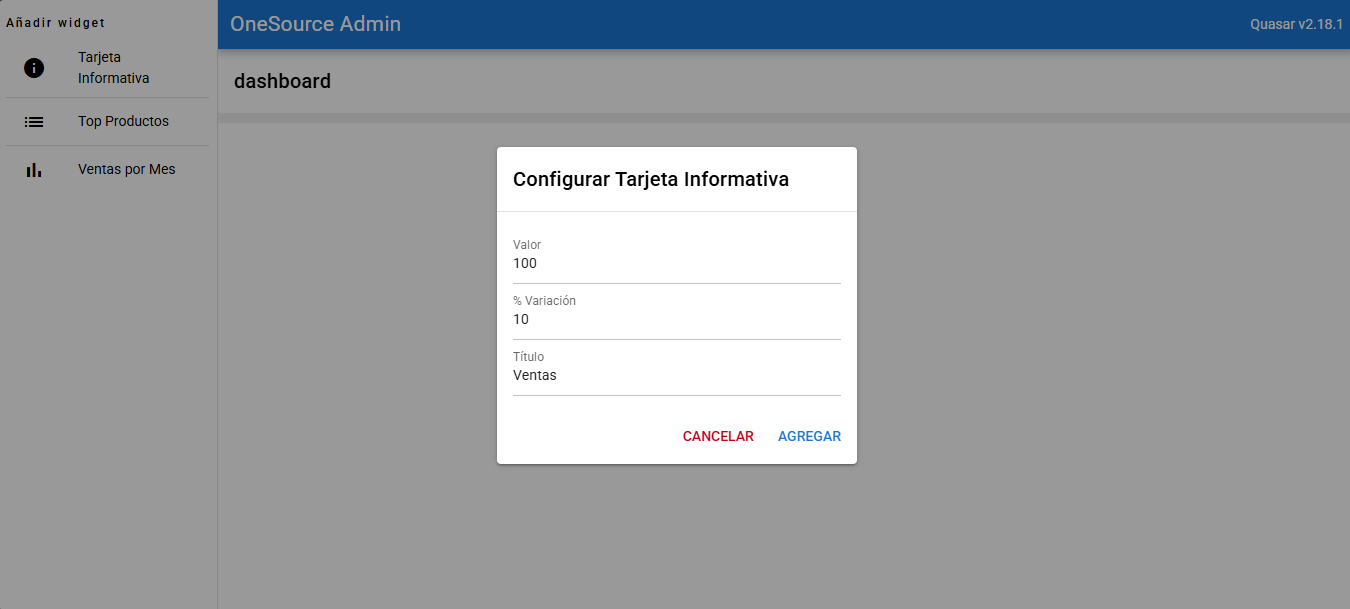 Añadir widget
OneSource Admin
Quasar v2.18.1
Tarjeta
Informativa
dashboard
Top Productos
Ventas por Mes
Configurar Tarjeta Informativa
Valor
100
% Variación
10
Título
Ventas
CANCELAR AGREGAR